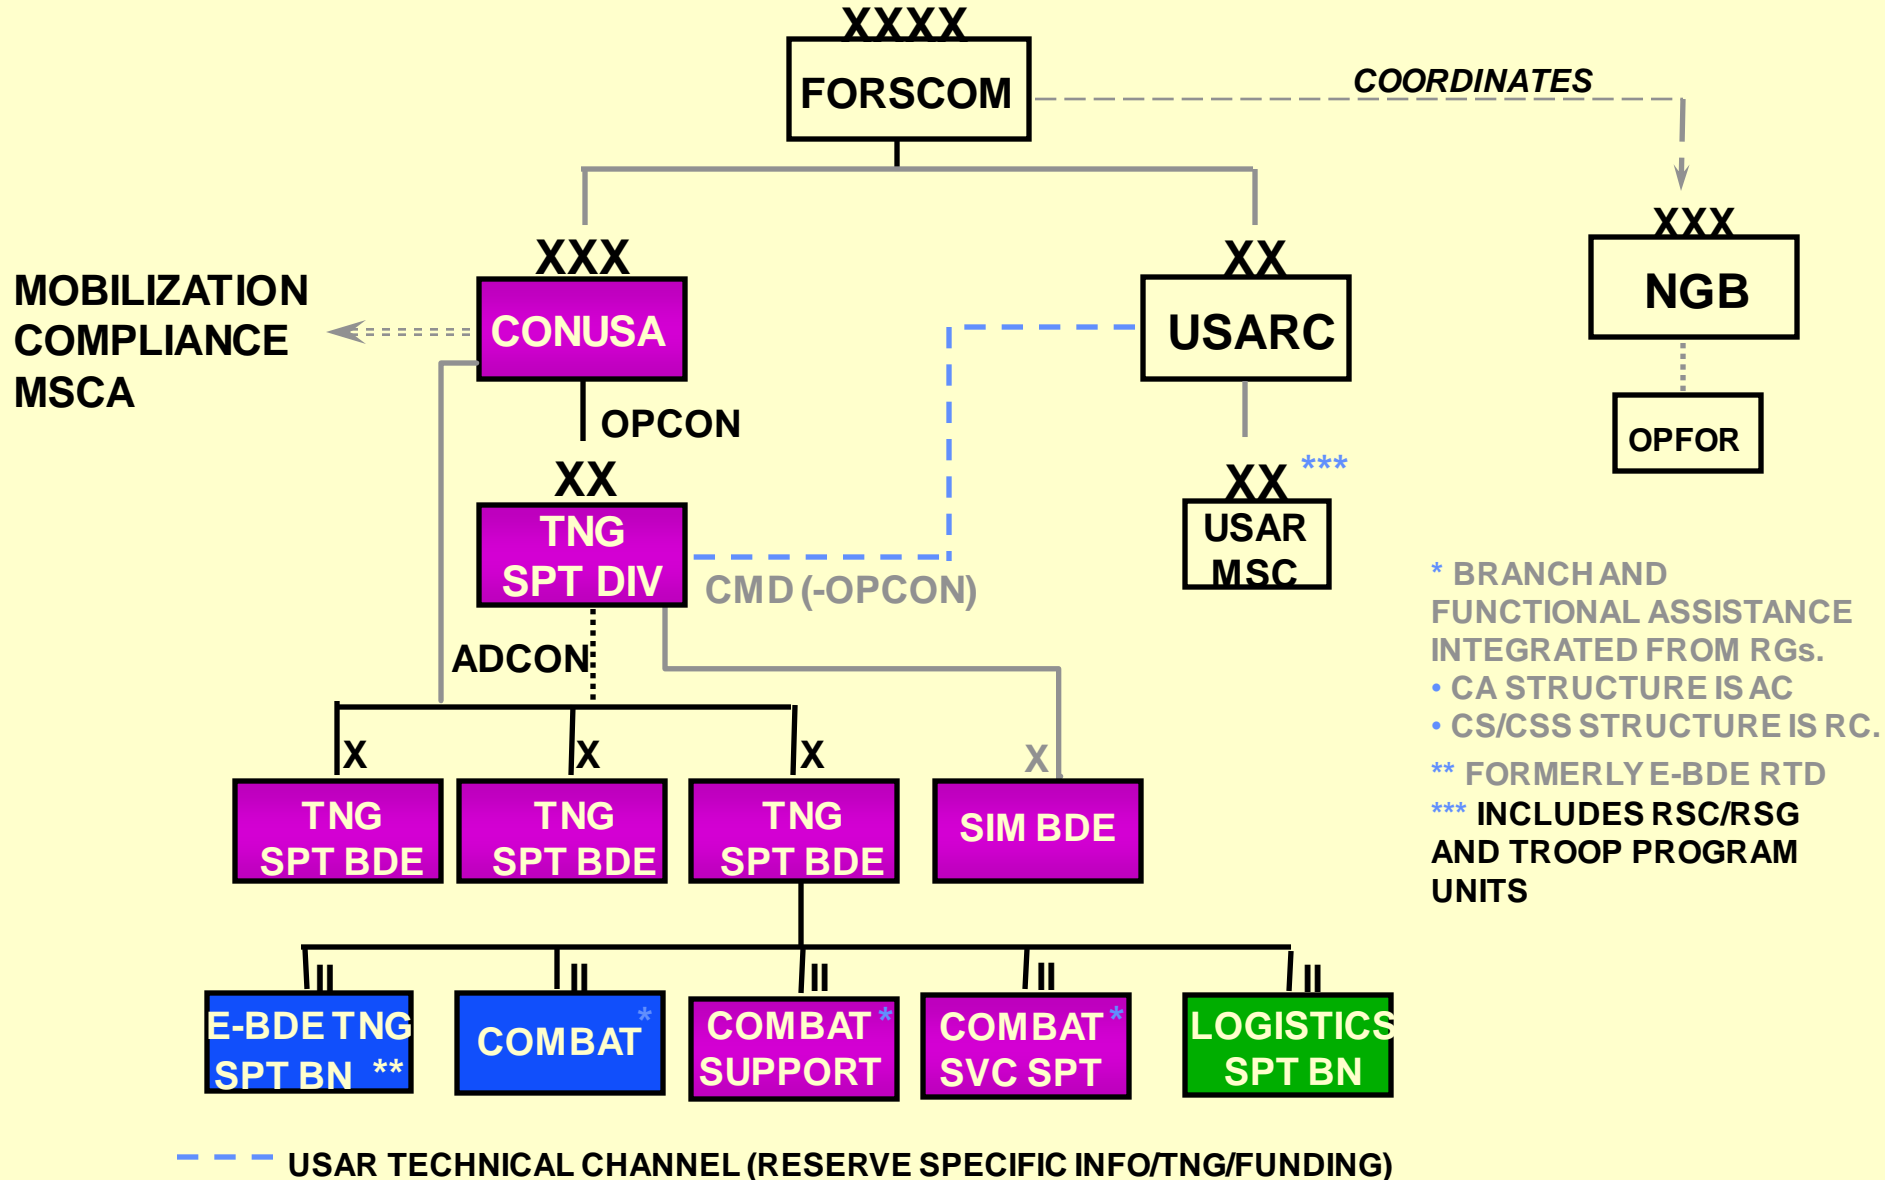 XXXX
FORSCOM
COORDINATES
XXX
NGB
OPFOR
XXX
CONUSA
MOBILIZATION
COMPLIANCE
MSCA
OPCON
XX
USARC
XX ***
USAR
MSC
XX
TNG
SPT DIV
CMD (-OPCON)
ADCON
X
TNG
SPT BDE
X
TNG
SPT BDE
X
TNG
SPT BDE
X
SIM BDE
* BRANCH AND
FUNCTIONAL ASSISTANCE
INTEGRATED FROM RGs.
• CA STRUCTURE IS AC
• CS/CSS STRUCTURE IS RC.
** FORMERLY E-BDE RTD
*** INCLUDES RSC/RSG
AND TROOP PROGRAM
UNITS
II
E-BDE TNG
SPT BN **
II
COMBAT *
II
COMBAT *
SUPPORT
II
COMBAT *
SVC SPT
II
LOGISTICS
SPT BN
USAR TECHNICAL CHANNEL (RESERVE SPECIFIC INFO/TNG/FUNDING)